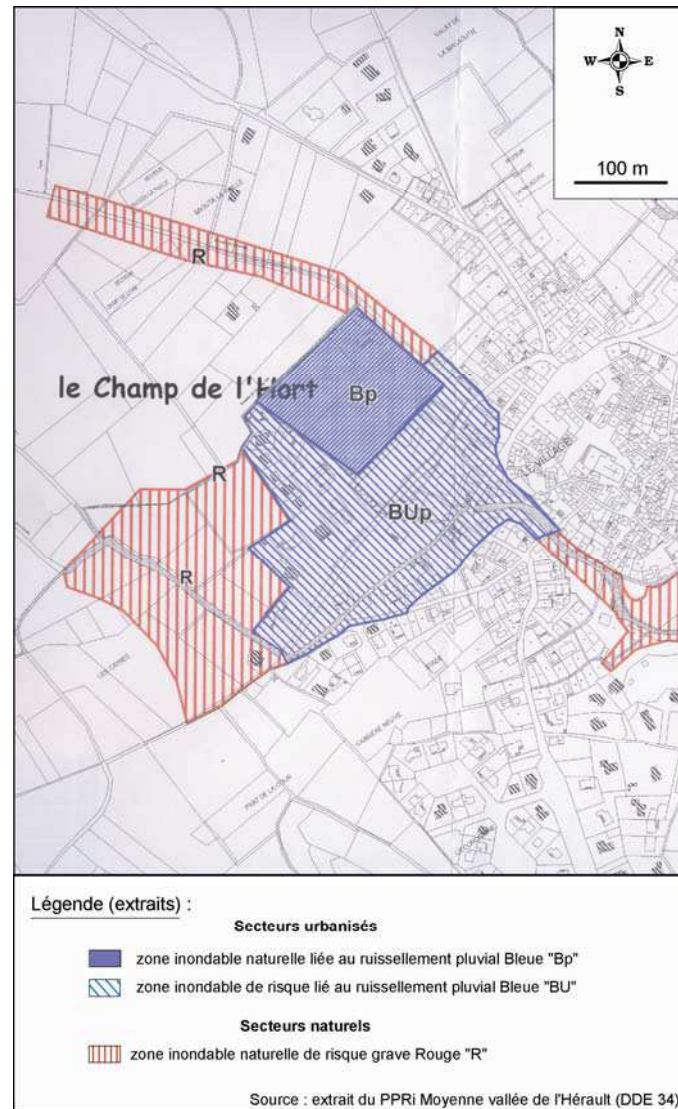 N
W E
S
100 m
R
le Champ de l'Hort
Bp
R
LE VILLAGE
BUp
R
STADE
Légende (extraits) :
Secteurs urbanisés
zone inondable naturelle liée au ruissellement pluvial Bleue "Bp"
zone inondable de risque lié au ruissellement pluvial Bleue "BU"
Secteurs naturels
zone inondable naturelle de risque grave Rouge "R"
Source : extrait du PPRi Moyenne vallée de l'Hérault (DDE 34)